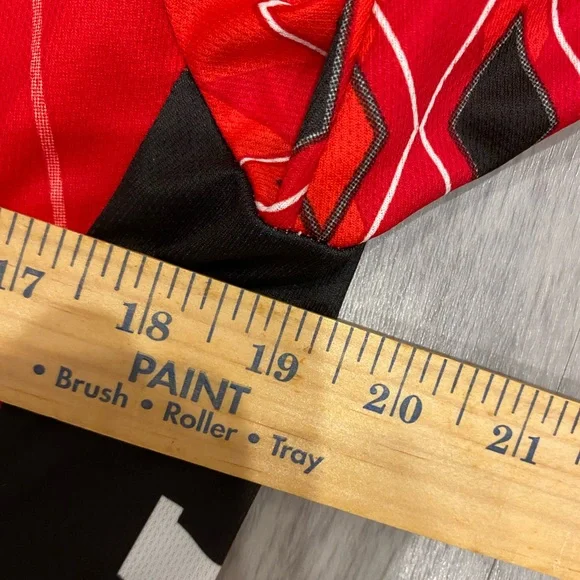 17 18 19 20 21
PAINT
• Brush • Roller • Tray